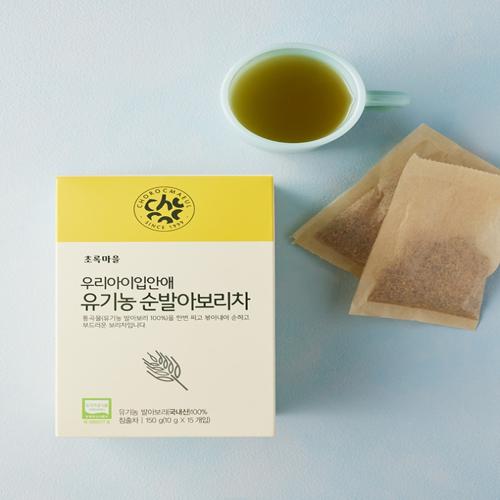 CHOROCMAEUL
SINCE 1999
초록마을
우리아이입안애
유기농 순발아보리차
통곡물(유기농 발아보리 100%)을 한번 찌고 볶아내어 순하고
부드러운 보리차입니다
유기농 발아보리(국내산)100%
침출차 | 150 g(10 g X 15 개입)